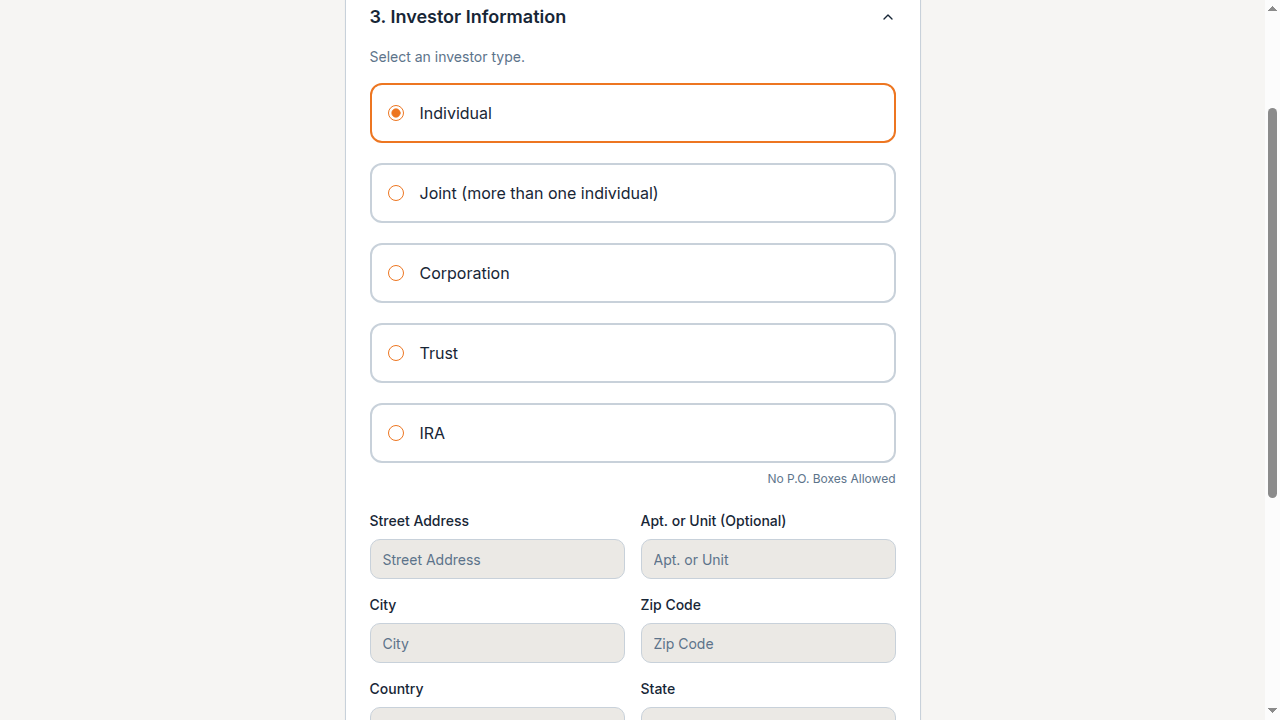 3. Investor Information
Select an investor type.
Individual
Joint (more than one individual)
Corporation
Trust
IRA
No P.O. Boxes Allowed
Street Address
Apt. or Unit (Optional)
Street Address
Apt. or Unit
City
Zip Code
City
Zip Code
Country
State